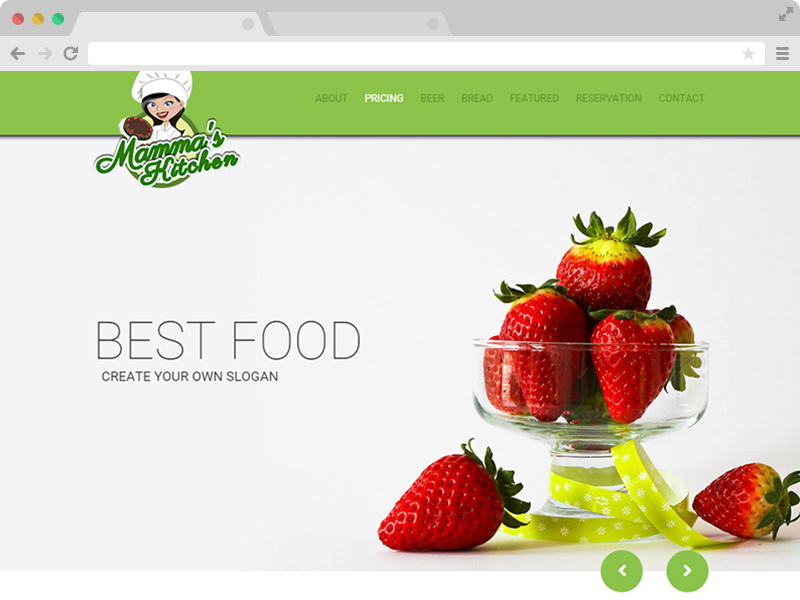 ABOUT PRICING BEER BREAD FEATURED RESERVATION CONTACT
Mamma's
Kitchen
BEST FOOD
CREATE YOUR OWN SLOGAN